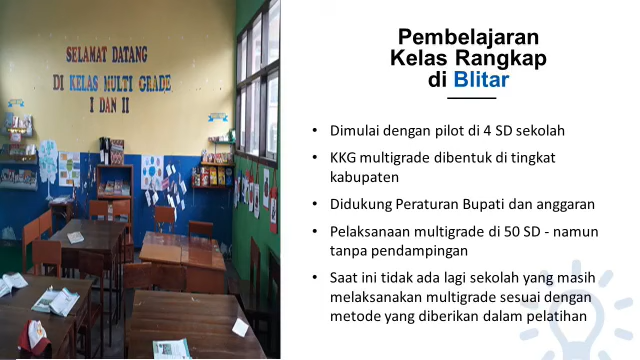 SELAMAT DATANG
DI KELAS MULTI GRADE
I DAN II
Pembelajaran
Kelas Rangkap
di Blitar
• Dimulai dengan pilot di 4 SD sekolah
• KKG multigrade dibentuk di tingkat
kabupaten
• Didukung Peraturan Bupati dan anggaran
• Pelaksanaan multigrade di 50 SD - namun
tanpa pendampingan
• Saat ini tidak ada lagi sekolah yang masih
melaksanakan multigrade sesuai dengan
metode yang diberikan dalam pelatihan